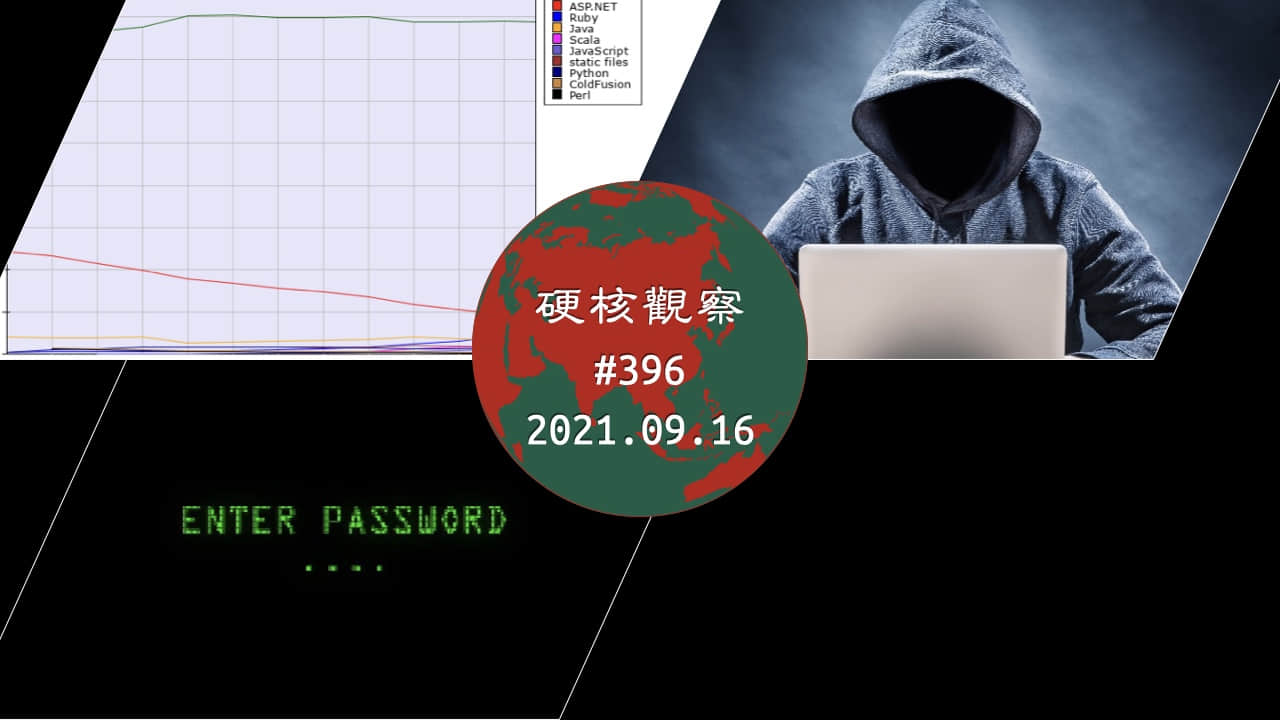 ASP.NET
Ruby
Java
Scala
JavaScript
static files
Python
ColdFusion
Perl
硬核觀察
#396
2021.09.16
ENTER PASSWORD
....